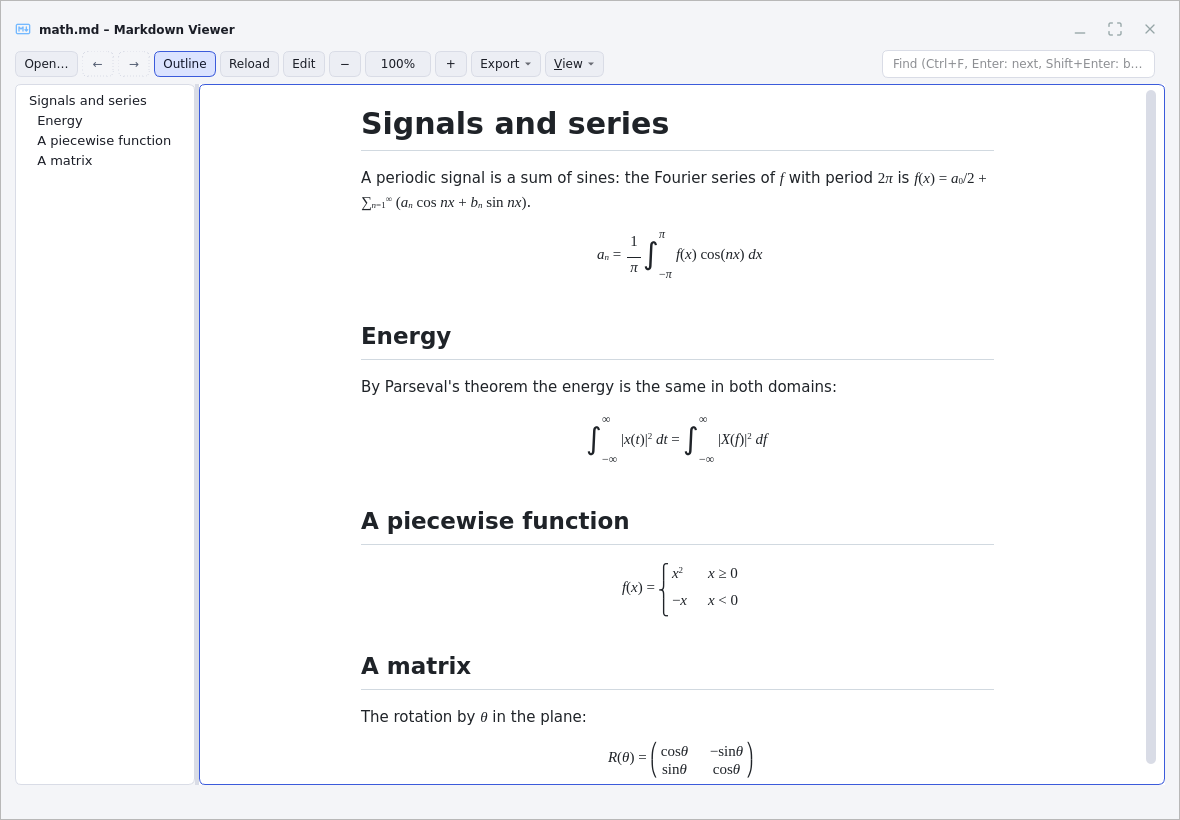 math.md – Markdown Viewer
Open... ← → Outline Reload Edit − 100% + Export View Find (Ctrl+F, Enter: next, Shift+Enter: b...
Signals and series
Energy
A piecewise function
A matrix
Signals and series
A periodic signal is a sum of sines: the Fourier series of f with period 2π is f(x) = a₀/2 +
∑ₙ₌₁^∞ (aₙ cos nx + bₙ sin nx).
aₙ = 1/π ∫_{−π}^{π} f(x) cos(nx) dx
Energy
By Parseval's theorem the energy is the same in both domains:
∫_{−∞}^{∞} |x(t)|² dt = ∫_{−∞}^{∞} |X(f)|² df
A piecewise function
f(x) = { x² x ≥ 0
−x x < 0
A matrix
The rotation by θ in the plane:
R(θ) = ( cosθ −sinθ
sinθ cosθ )